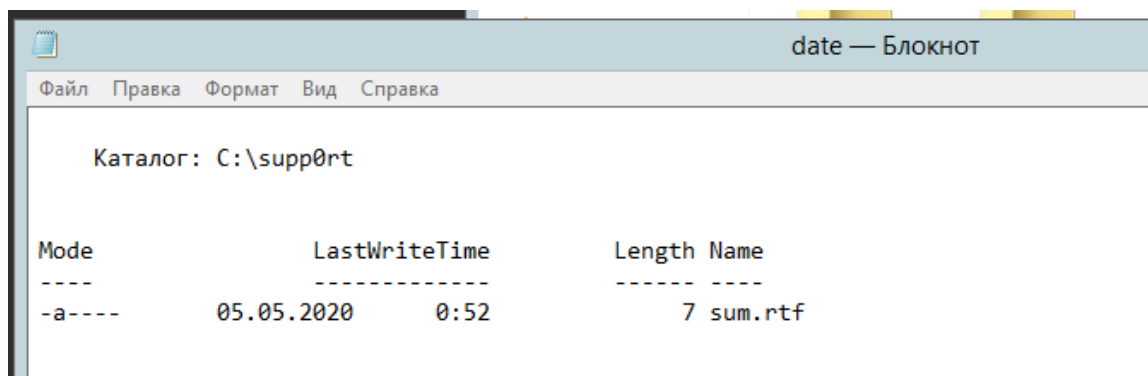 date — Блокнот
Файл Правка Формат Вид Справка
Каталог: C:\supp0rt
Mode LastWriteTime Length Name
---- ------------- ------ ----
-a---- 05.05.2020 0:52 7 sum.rtf